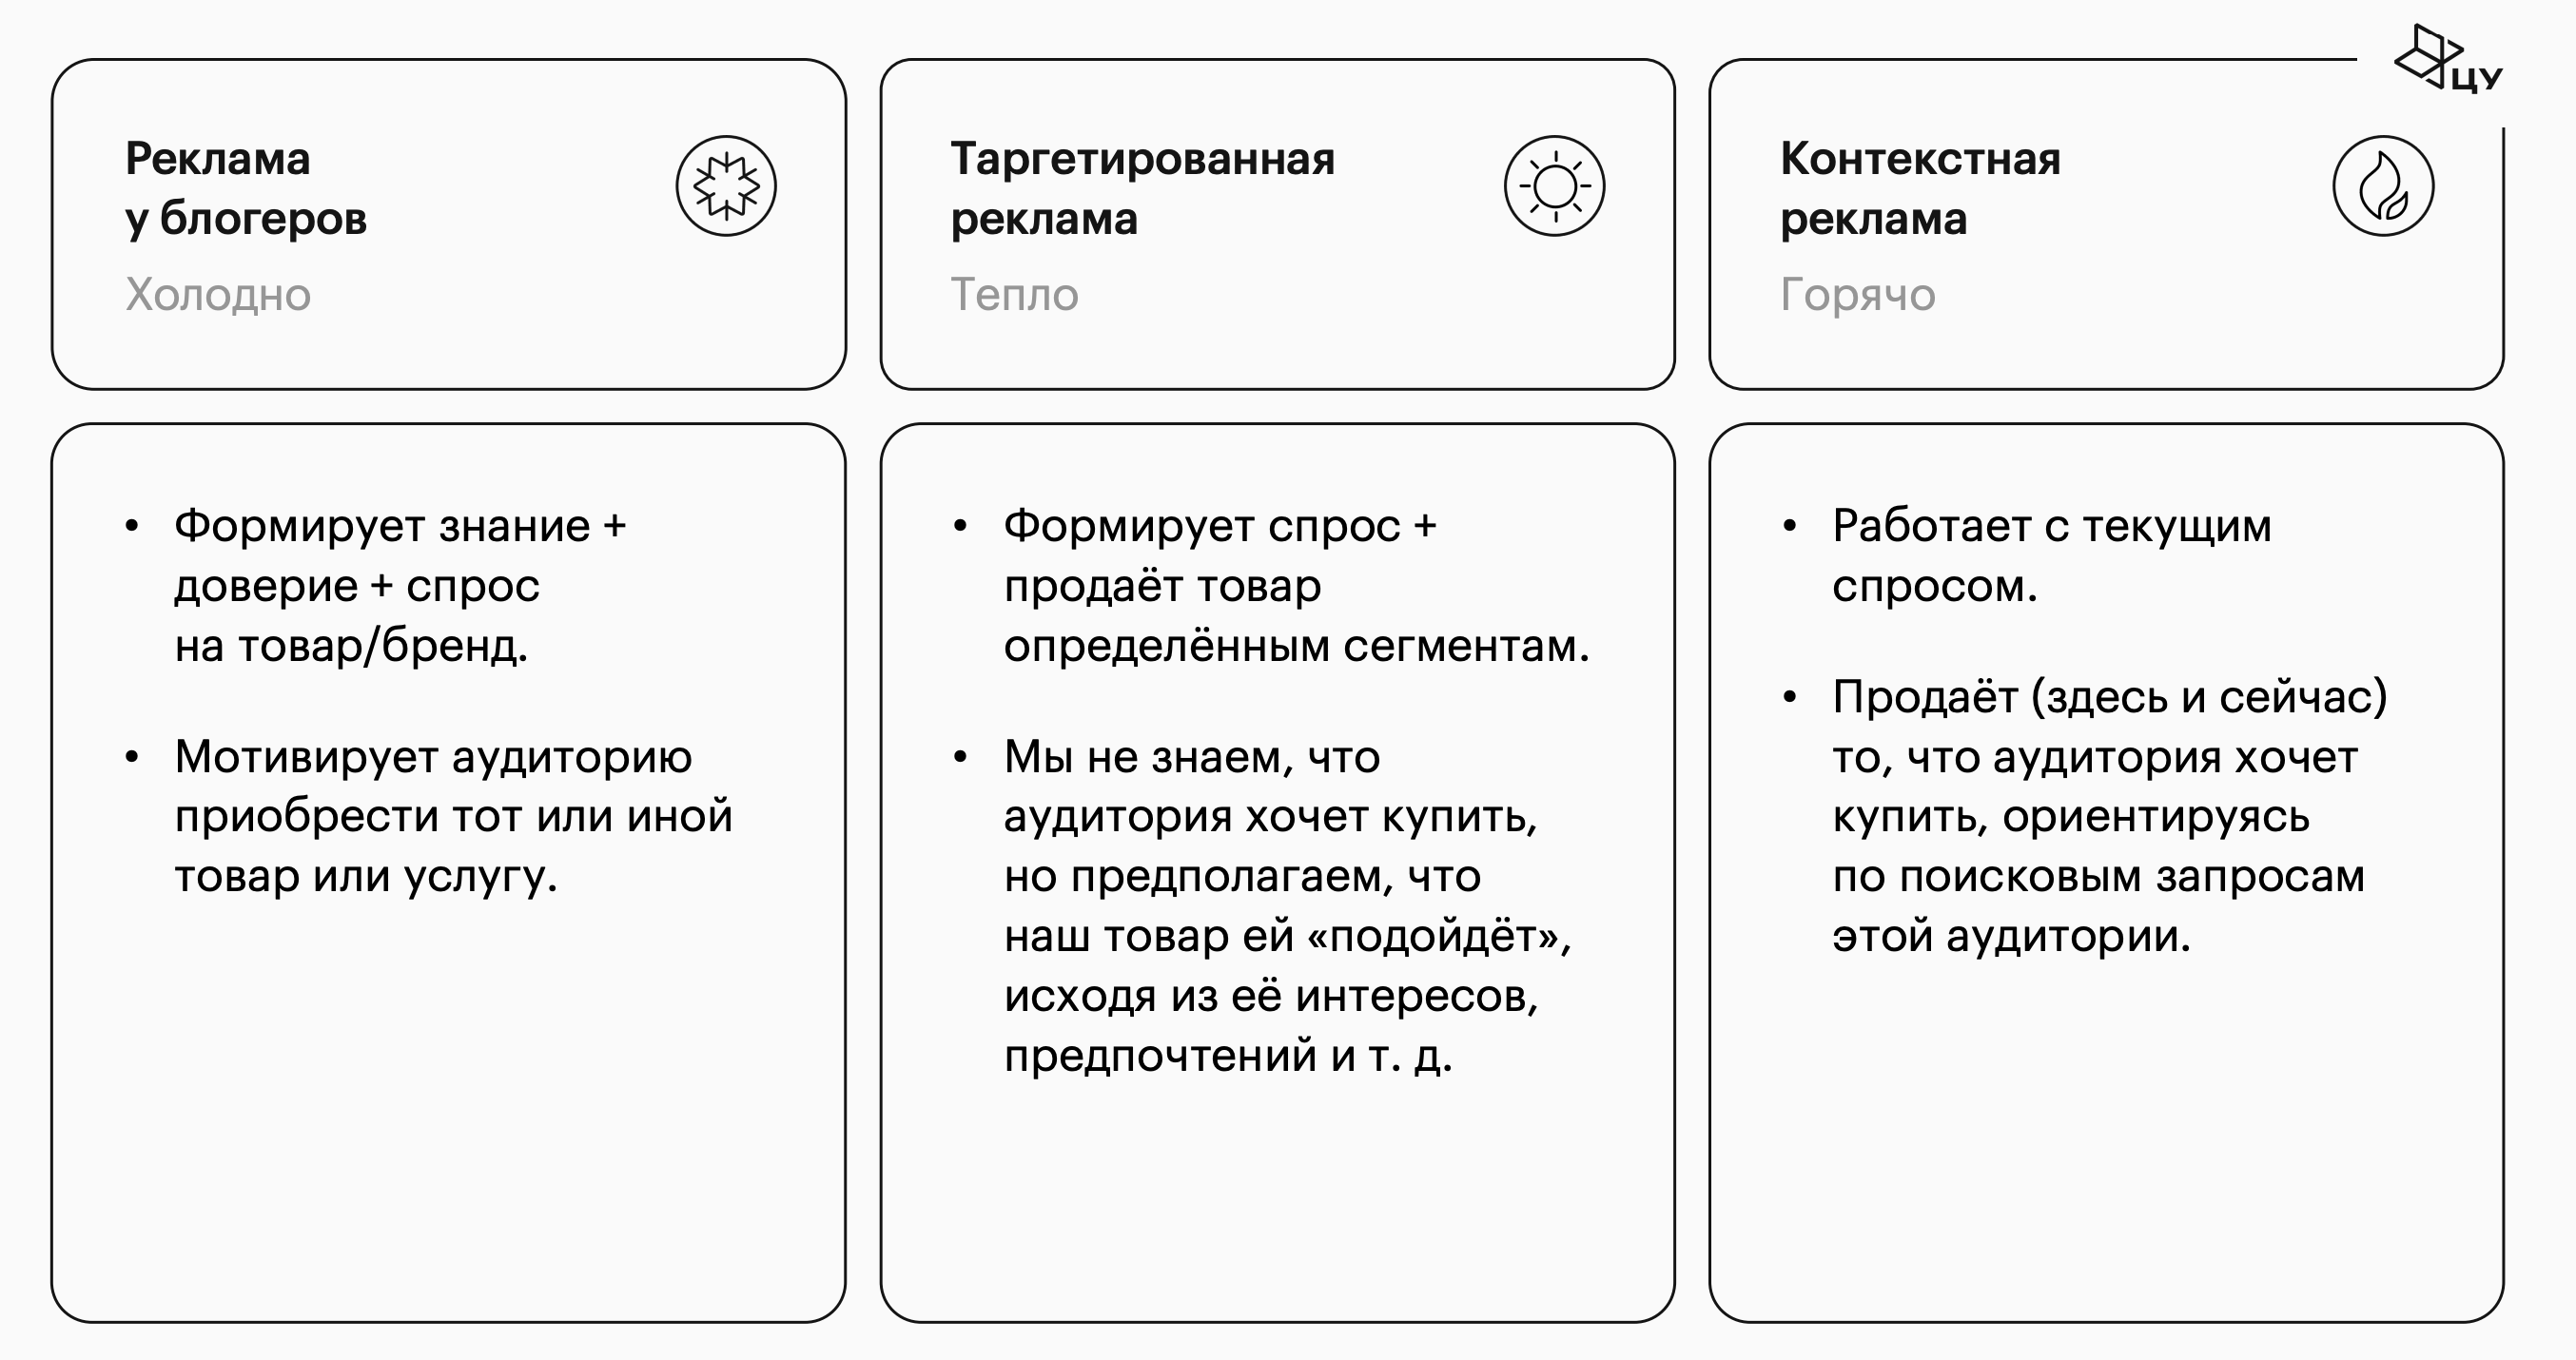 ЦУ
Реклама
у блогеров
Холодно
Таргетированная
реклама
Тепло
Контекстная
реклама
Горячо
• Формирует знание +
доверие + спрос
на товар/бренд.
• Мотивирует аудиторию
приобрести тот или иной
товар или услугу.
• Формирует спрос +
продаёт товар
определённым сегментам.
• Мы не знаем, что
аудитория хочет купить,
но предполагаем, что
наш товар ей «подойдёт»,
исходя из её интересов,
предпочтений и т. д.
• Работает с текущим
спросом.
• Продаёт (здесь и сейчас)
то, что аудитория хочет
купить, ориентируясь
по поисковым запросам
этой аудитории.